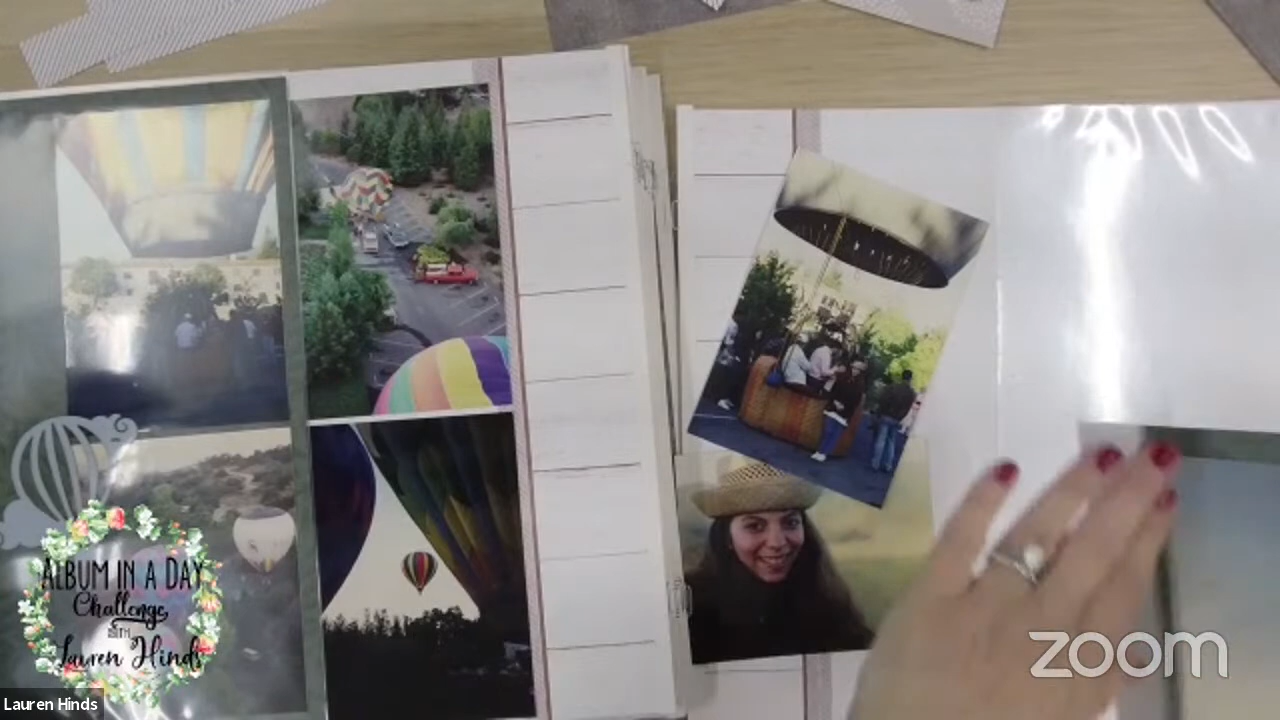 ALBUM IN A DAY
Challenge
WITH
Lauren Hinds
Lauren Hinds
zoom